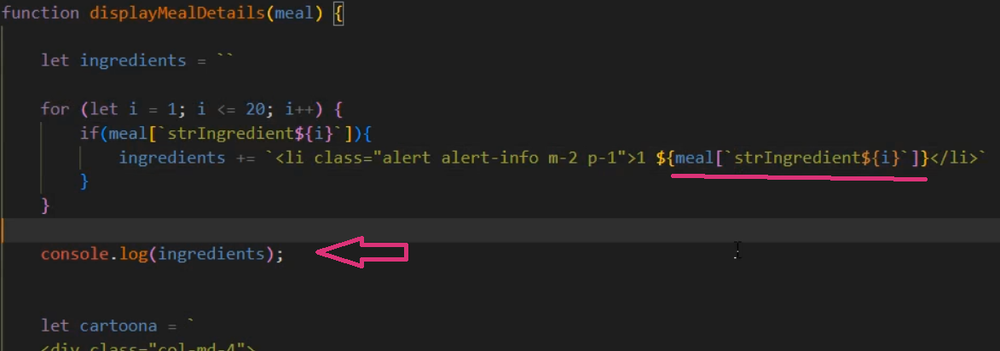 function displayMealDetails(meal) {
let ingredients = ``
for (let i = 1; i <= 20; i++) {
if(meal[`strIngredient${i}`]){
ingredients += `<li class="alert alert-info m-2 p-1">1 ${meal[`strIngredient${i}`]}</li>`
}
}
console.log(ingredients);
let cartoona = `
<div class="col-md-4">